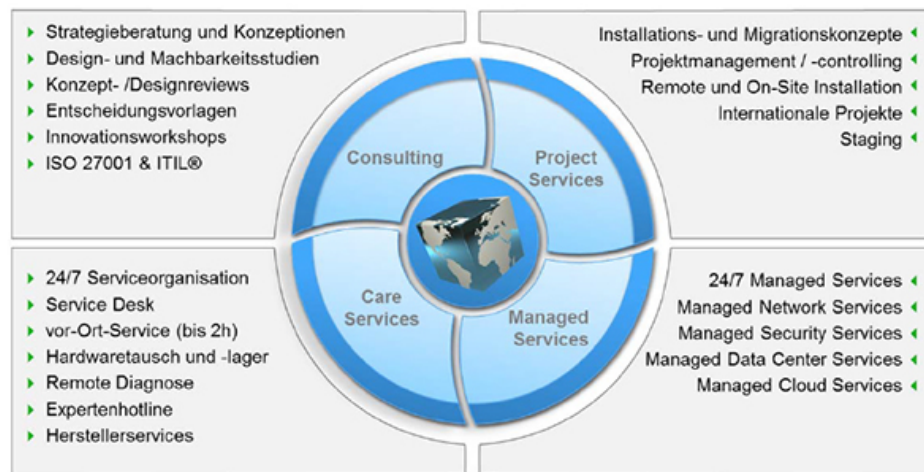 Strategieberatung und Konzeptionen
Design- und Machbarkeitsstudien
Konzept- /Designreviews
Entscheidungsvorlagen
Innovationsworkshops
ISO 27001 & ITIL®
Installations- und Migrationskonzepte
Projektmanagement / -controlling
Remote und On-Site Installation
Internationale Projekte
Staging
Consulting
Project
Services
Care
Services
Managed
Services
24/7 Serviceorganisation
Service Desk
vor-Ort-Service (bis 2h)
Hardwaretausch und -lager
Remote Diagnose
Expertenhotline
Herstellerservices
24/7 Managed Services
Managed Network Services
Managed Security Services
Managed Data Center Services
Managed Cloud Services